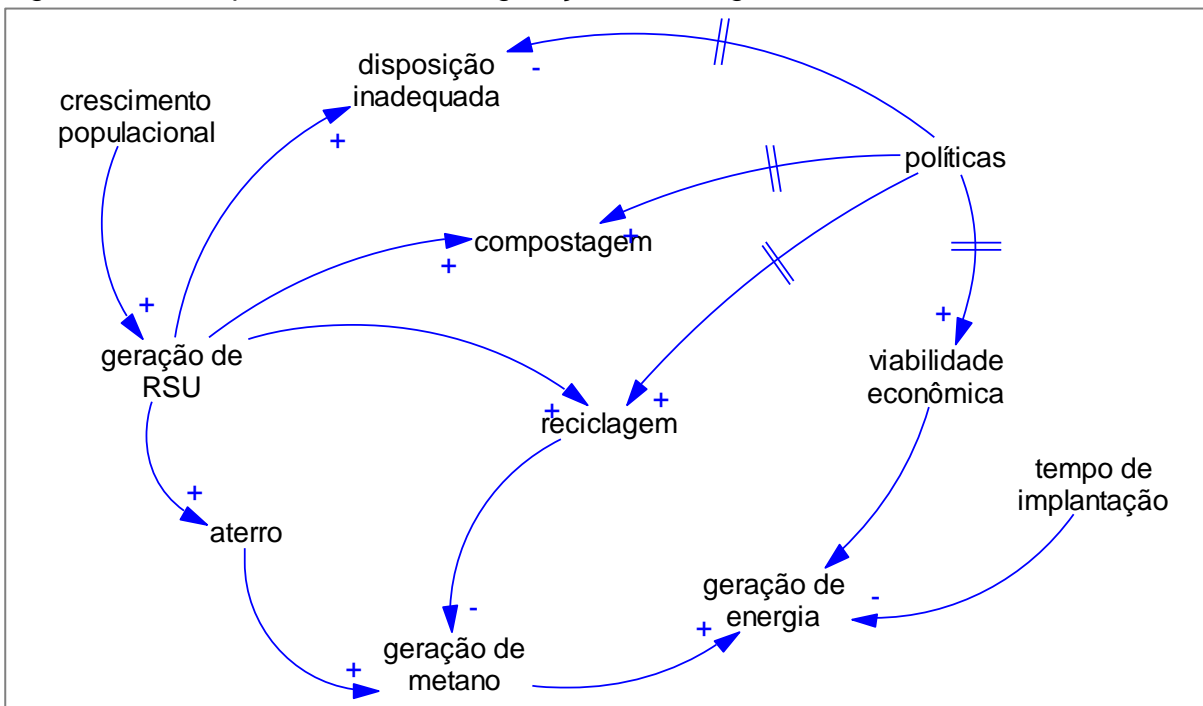 disposição
inadequada
-
crescimento
populacional
+
políticas
compostagem
+
+
+
+
geração de
RSU
viabilidade
econômica
+
+
reciclagem
tempo de
implantação
+
aterro
geração de
energia
-
-
+
geração de
metano
+